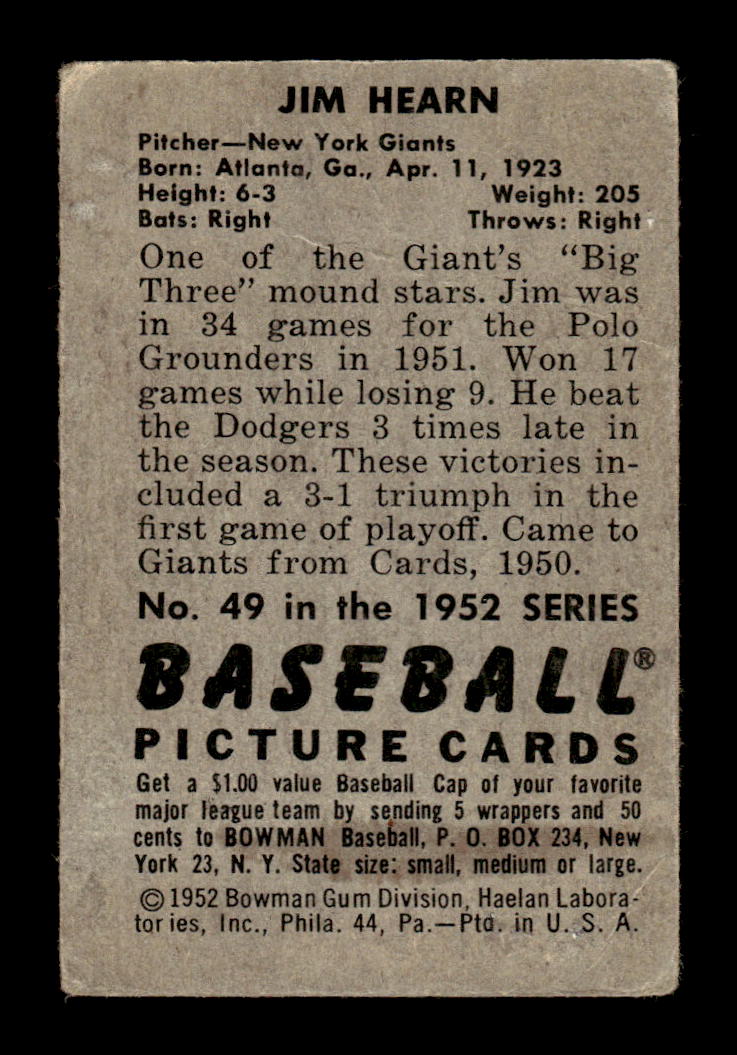 JIM HEARN
Pitcher—New York Giants
Born: Atlanta, Ga., Apr. 11, 1923
Height: 6-3 Weight: 205
Bats: Right Throws: Right
One of the Giant's "Big
Three" mound stars. Jim was
in 34 games for the Polo
Grounders in 1951. Won 17
games while losing 9. He beat
the Dodgers 3 times late in
the season. These victories in-
cluded a 3-1 triumph in the
first game of playoff. Came to
Giants from Cards, 1950.
No. 49 in the 1952 SERIES
BASEBALL®
PICTURE CARDS
Get a $1.00 value Baseball Cap of your favorite
major league team by sending 5 wrappers and 50
cents to BOWMAN Baseball, P. O. BOX 234, New
York 23, N. Y. State size: small, medium or large.
© 1952 Bowman Gum Division, Haelan Labora-
tories, Inc., Phila. 44, Pa.—Ptd. in U. S. A.